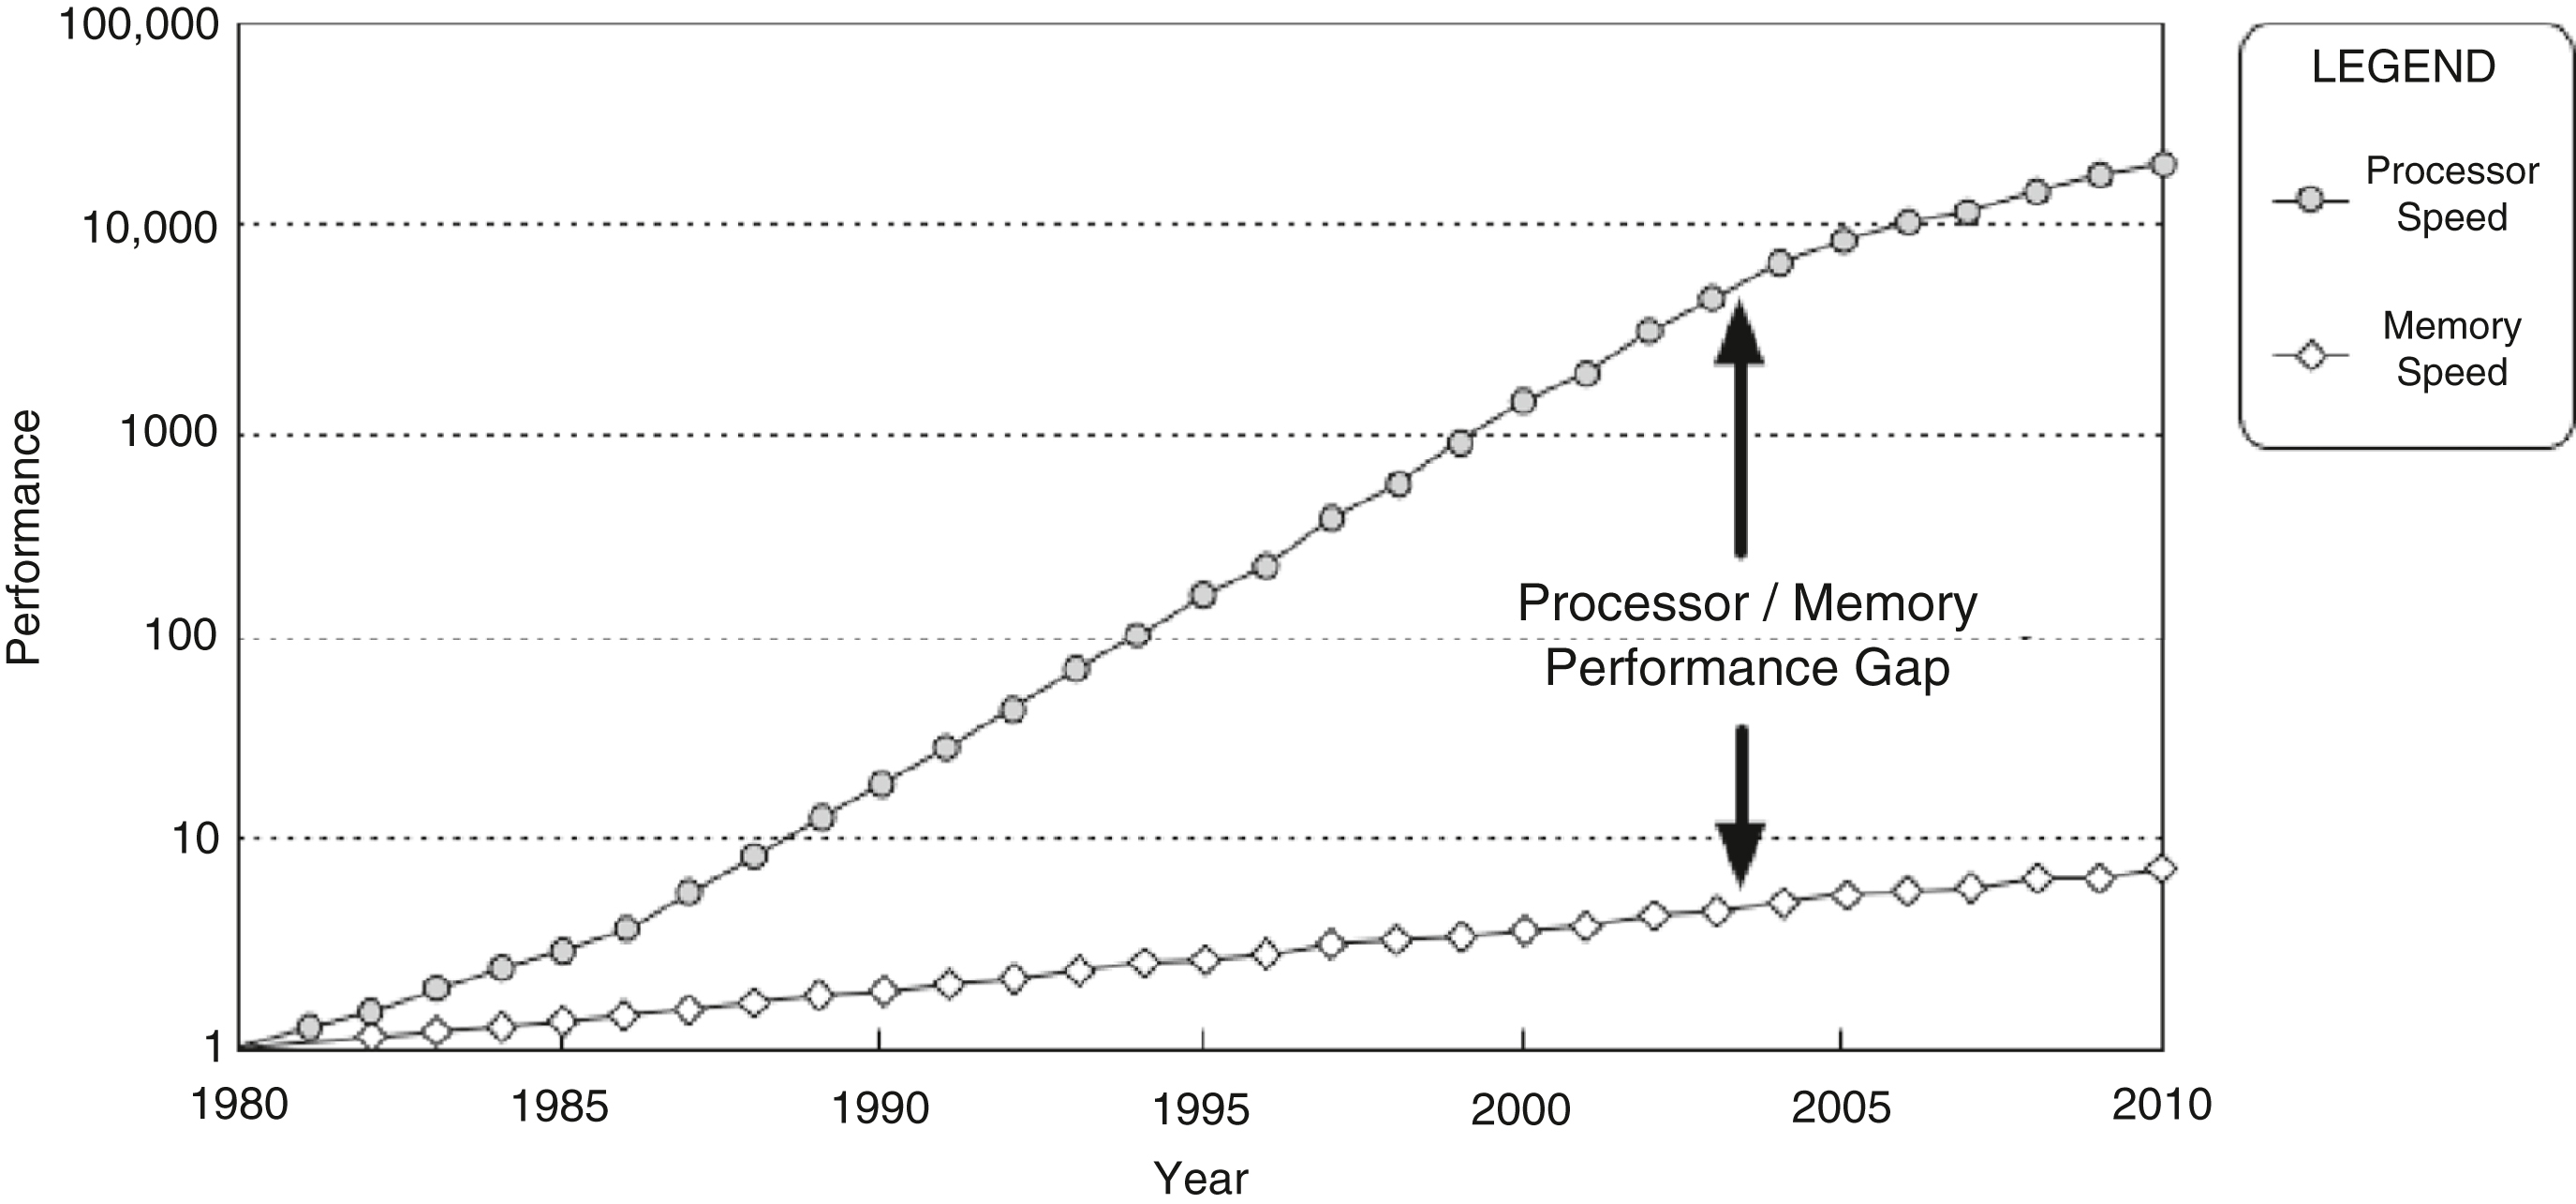 100,000
10,000
1000
100
10
1
Performance
1980
1985
1990
1995
2000
2005
2010
Year
Processor / Memory
Performance Gap
LEGEND
Processor
Speed
Memory
Speed